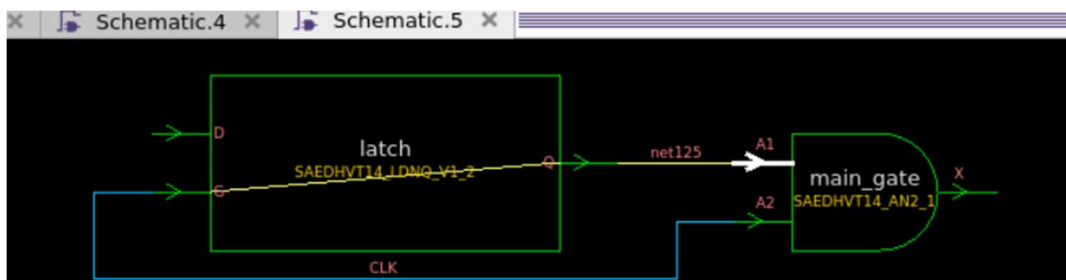 Schematic.4
Schematic.5
D
latch
SAEDHVT14_LDNQ_V1_2
G
Q
net125
A1
A2
main_gate
SAEDHVT14_AN2_1
X
CLK